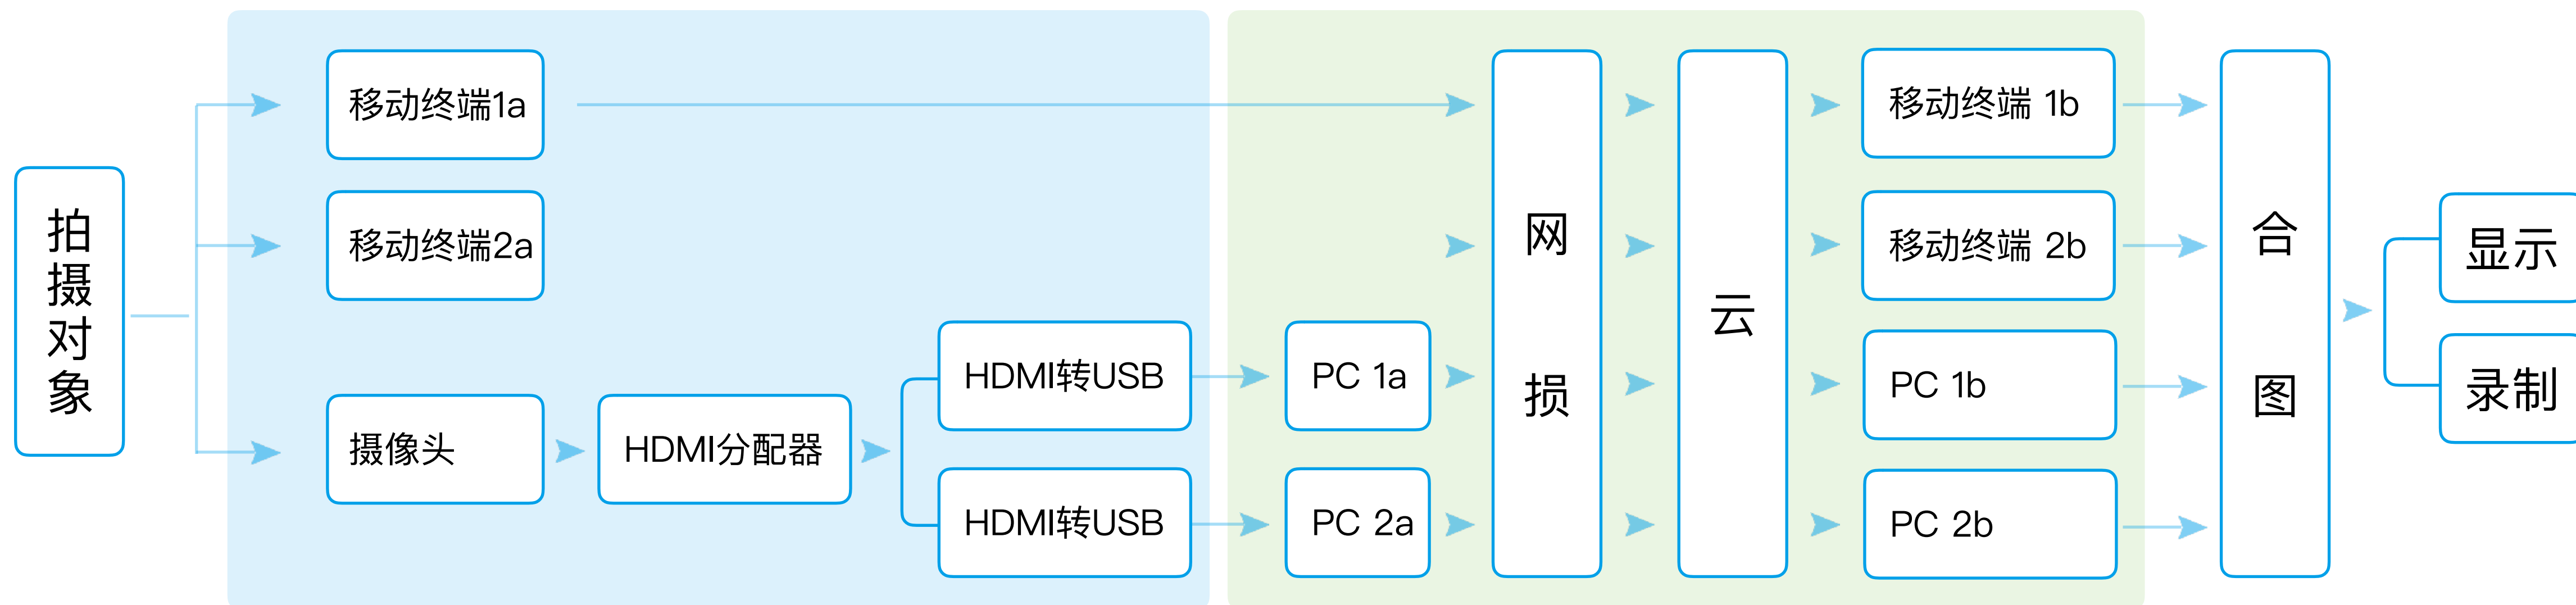 拍摄对象
移动终端1a
移动终端2a
摄像头
HDMI分配器
HDMI转USB
HDMI转USB
PC 1a
PC 2a
网损
云
移动终端 1b
移动终端 2b
PC 1b
PC 2b
合图
显示
录制